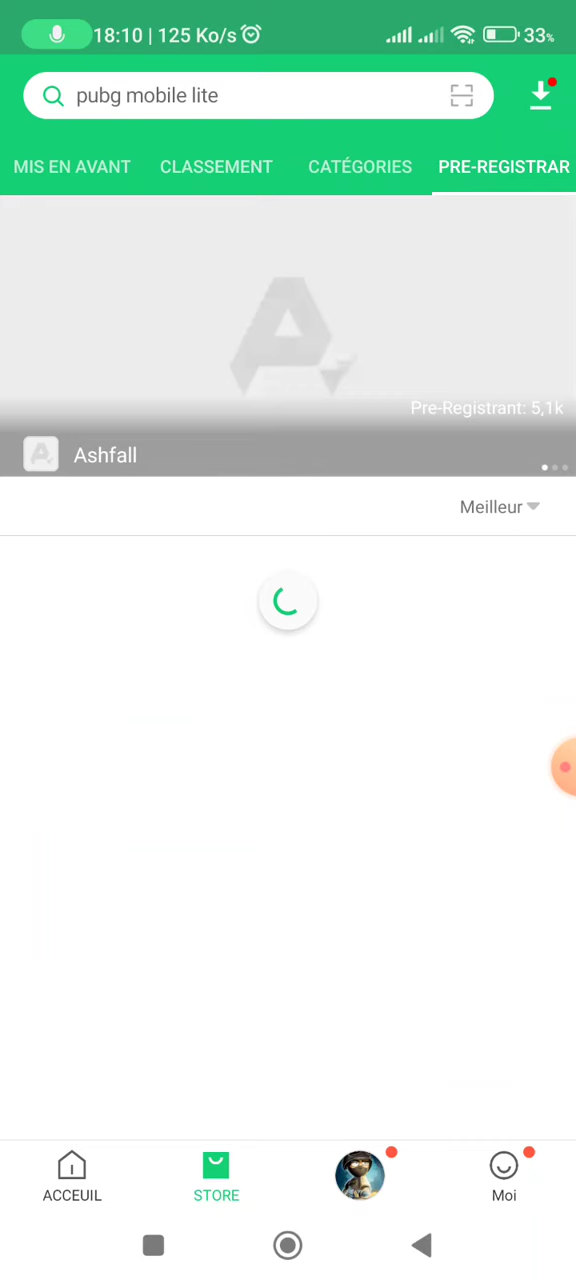 18:10 | 125 Ko/s 33%
pubg mobile lite
MIS EN AVANT CLASSEMENT CATÉGORIES PRE-REGISTRAR
Pre-Registrant: 5,1k
Ashfall
Meilleur
ACCEUIL STORE Moi